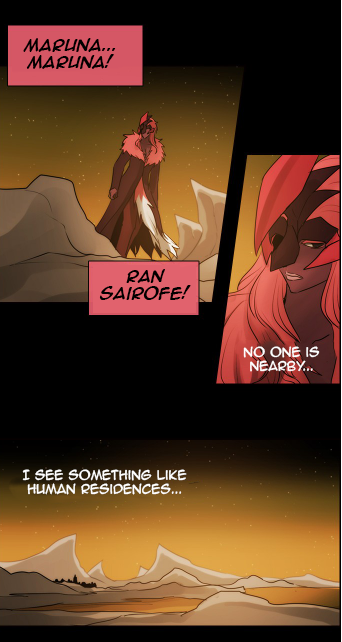 MARUNA...
MARUNA!
RAN
SAIROFE!
NO ONE IS
NEARBY...
I SEE SOMETHING LIKE
HUMAN RESIDENCES...